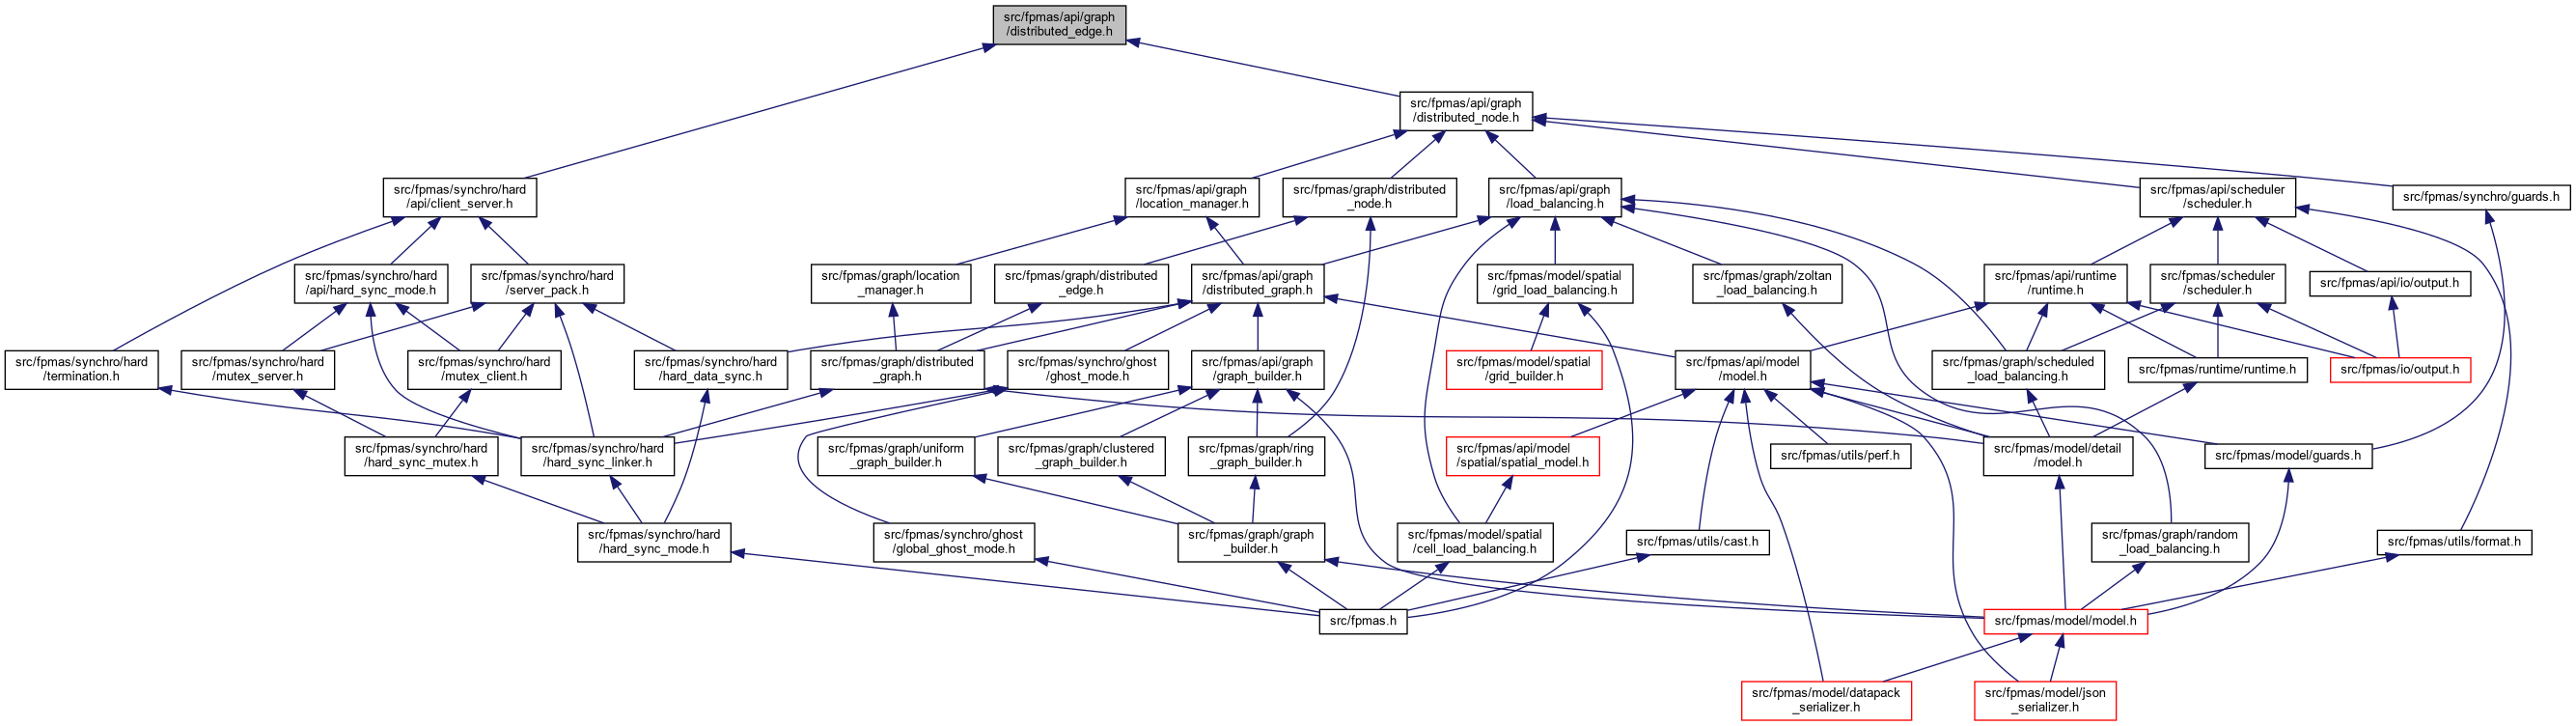 src/fpmas/api/graph
/distributed_edge.h
src/fpmas/api/graph
/distributed_node.h
src/fpmas/synchro/hard
/api/client_server.h
src/fpmas/api/graph
/location_manager.h
src/fpmas/graph/distributed
_node.h
src/fpmas/api/graph
/load_balancing.h
src/fpmas/api/scheduler
/scheduler.h
src/fpmas/synchro/guards.h
src/fpmas/synchro/hard
/api/hard_sync_mode.h
src/fpmas/synchro/hard
/server_pack.h
src/fpmas/graph/location
_manager.h
src/fpmas/graph/distributed
_edge.h
src/fpmas/api/graph
/distributed_graph.h
src/fpmas/model/spatial
/grid_load_balancing.h
src/fpmas/graph/zoltan
_load_balancing.h
src/fpmas/api/runtime
/runtime.h
src/fpmas/scheduler
/scheduler.h
src/fpmas/api/io/output.h
src/fpmas/synchro/hard
/termination.h
src/fpmas/synchro/hard
/mutex_server.h
src/fpmas/synchro/hard
/mutex_client.h
src/fpmas/synchro/hard
/hard_data_sync.h
src/fpmas/graph/distributed
_graph.h
src/fpmas/synchro/ghost
/ghost_mode.h
src/fpmas/api/graph
/graph_builder.h
src/fpmas/model/spatial
/grid_builder.h
src/fpmas/api/model
/model.h
src/fpmas/graph/scheduled
_load_balancing.h
src/fpmas/runtime/runtime.h
src/fpmas/io/output.h
src/fpmas/synchro/hard
/hard_sync_mutex.h
src/fpmas/synchro/hard
/hard_sync_linker.h
src/fpmas/graph/uniform
_graph_builder.h
src/fpmas/graph/clustered
_graph_builder.h
src/fpmas/graph/ring
_graph_builder.h
src/fpmas/api/model
/spatial/spatial_model.h
src/fpmas/utils/perf.h
src/fpmas/model/detail
/model.h
src/fpmas/model/guards.h
src/fpmas/synchro/hard
/hard_sync_mode.h
src/fpmas/synchro/ghost
/global_ghost_mode.h
src/fpmas/graph/graph
_builder.h
src/fpmas/model/spatial
/cell_load_balancing.h
src/fpmas/utils/cast.h
src/fpmas/graph/random
_load_balancing.h
src/fpmas/utils/format.h
src/fpmas.h
src/fpmas/model/model.h
src/fpmas/model/datapack
_serializer.h
src/fpmas/model/json
_serializer.h